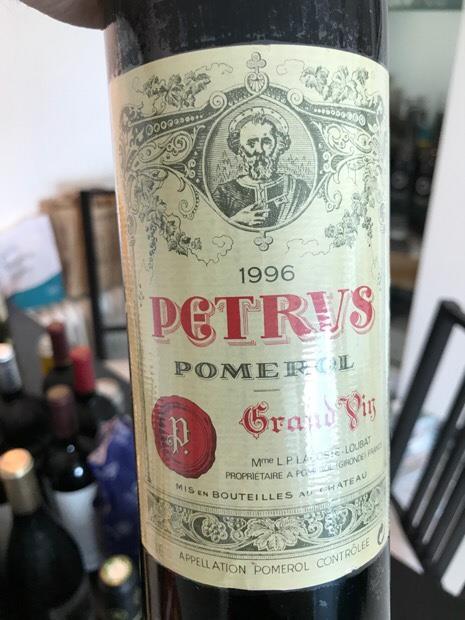 1996
PETRVS
POMEROL
Grand Vin
P.
Mme L.P. LACOSTE-LOUBAT
PROPRIÉTAIRE A POMEROL (GIRONDE) FRANCE
MIS EN BOUTEILLES AU CHÂTEAU
APPELLATION POMEROL CONTRÔLÉE